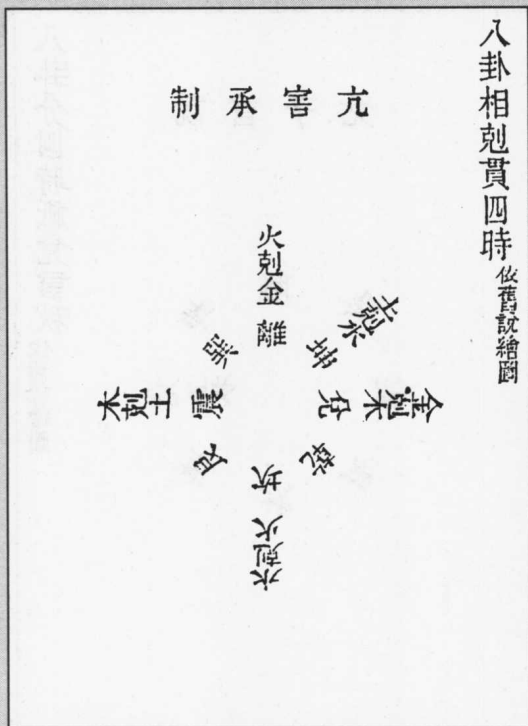 八卦相剋貫四時 依舊說繪圖
亢害承制
火剋金
離
土剋水
坤
金剋木
兌
乾
水剋火
坎
艮
木剋土
震
巽